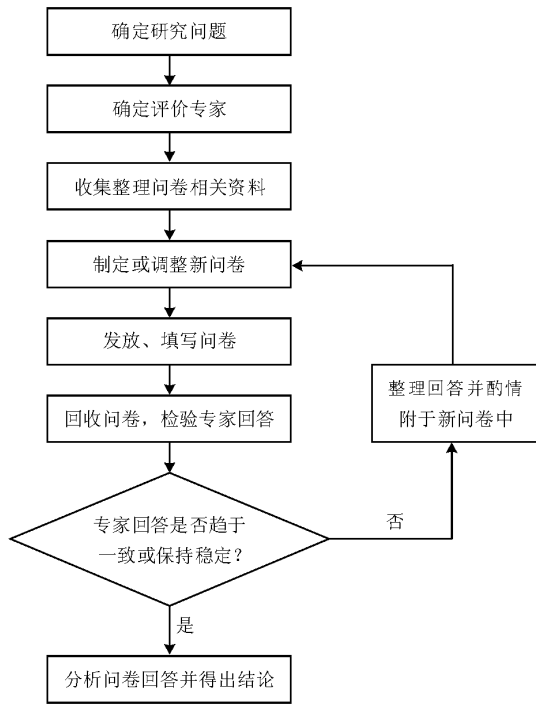 确定研究问题
确定评价专家
收集整理问卷相关资料
制定或调整新问卷
发放、填写问卷
回收问卷，检验专家回答
整理回答并酌情
附于新问卷中
专家回答是否趋于
一致或保持稳定？
否
是
分析问卷回答并得出结论